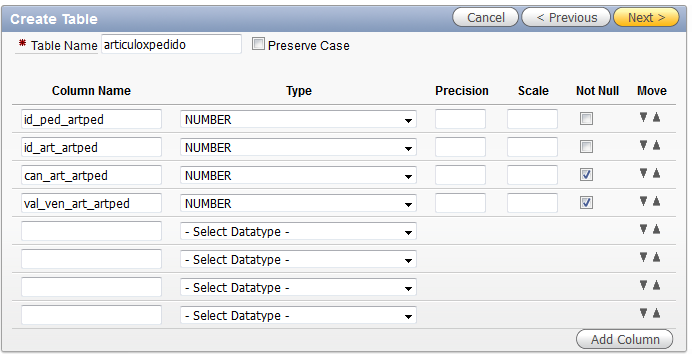 Create Table
Cancel < Previous Next >
* Table Name articuloxpedido Preserve Case
Column Name Type Precision Scale Not Null Move
id_ped_artped NUMBER
id_art_artped NUMBER
can_art_artped NUMBER
val_ven_art_artped NUMBER
- Select Datatype -
- Select Datatype -
- Select Datatype -
- Select Datatype -
Add Column